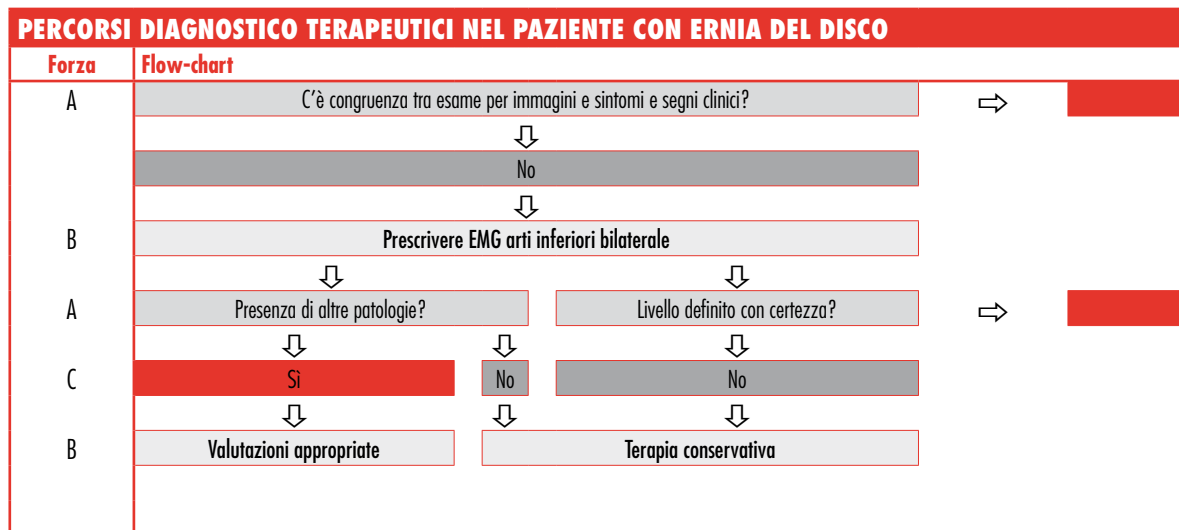 PERCORSI DIAGNOSTICO TERAPEUTICI NEL PAZIENTE CON ERNIA DEL DISCO
Forza Flow-chart
A C'è congruenza tra esame per immagini e sintomi e segni clinici?
No
B Prescrivere EMG arti inferiori bilaterale
A Presenza di altre patologie? Livello definito con certezza?
C Sì No No
B Valutazioni appropriate Terapia conservativa